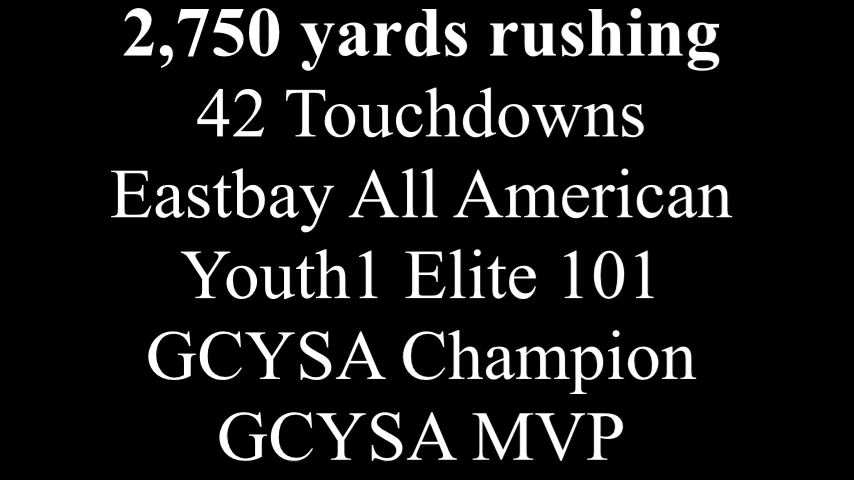 2,750 yards rushing
42 Touchdowns
Eastbay All American
Youth1 Elite 101
GCYSA Champion
GCYSA MVP